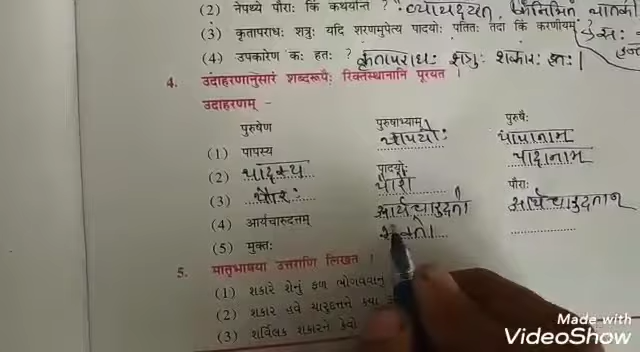 (2) नेपथ्ये पौराः किं कथयन्ति ?
(3) कृतापराधः शत्रुः यदि शरणमुपेत्य पादयोः पतितः तदा किं करणीयम्
(4) उपकारेण कः हतः ? कृतापराधः शत्रुः शकारः हतः।
4. उदाहरणानुसारं शब्दरूपैः रिक्तस्थानानि पूरयत ।
उदाहरणम् –
पुरुषेण पुरुषाभ्याम् पुरुषैः
(1) पापस्य पापयोः पापानाम्
(2) पादस्य पादयोः पादानाम्
(3) पौरः पौरौ पौराः
(4) आर्यचारुदत्तम् आर्यचारुदत्तौ आर्यचारुदत्तान्
(5) मुक्तः
5. मातृभाषया उत्तराणि लिखत ।
(1) શકારે શેનું ફળ ભોગવવાનું
(2) શકાર હવે ચારુદત્તને કયા
(3) શર્વિલક શકારને કેવો
Made with
VideoShow